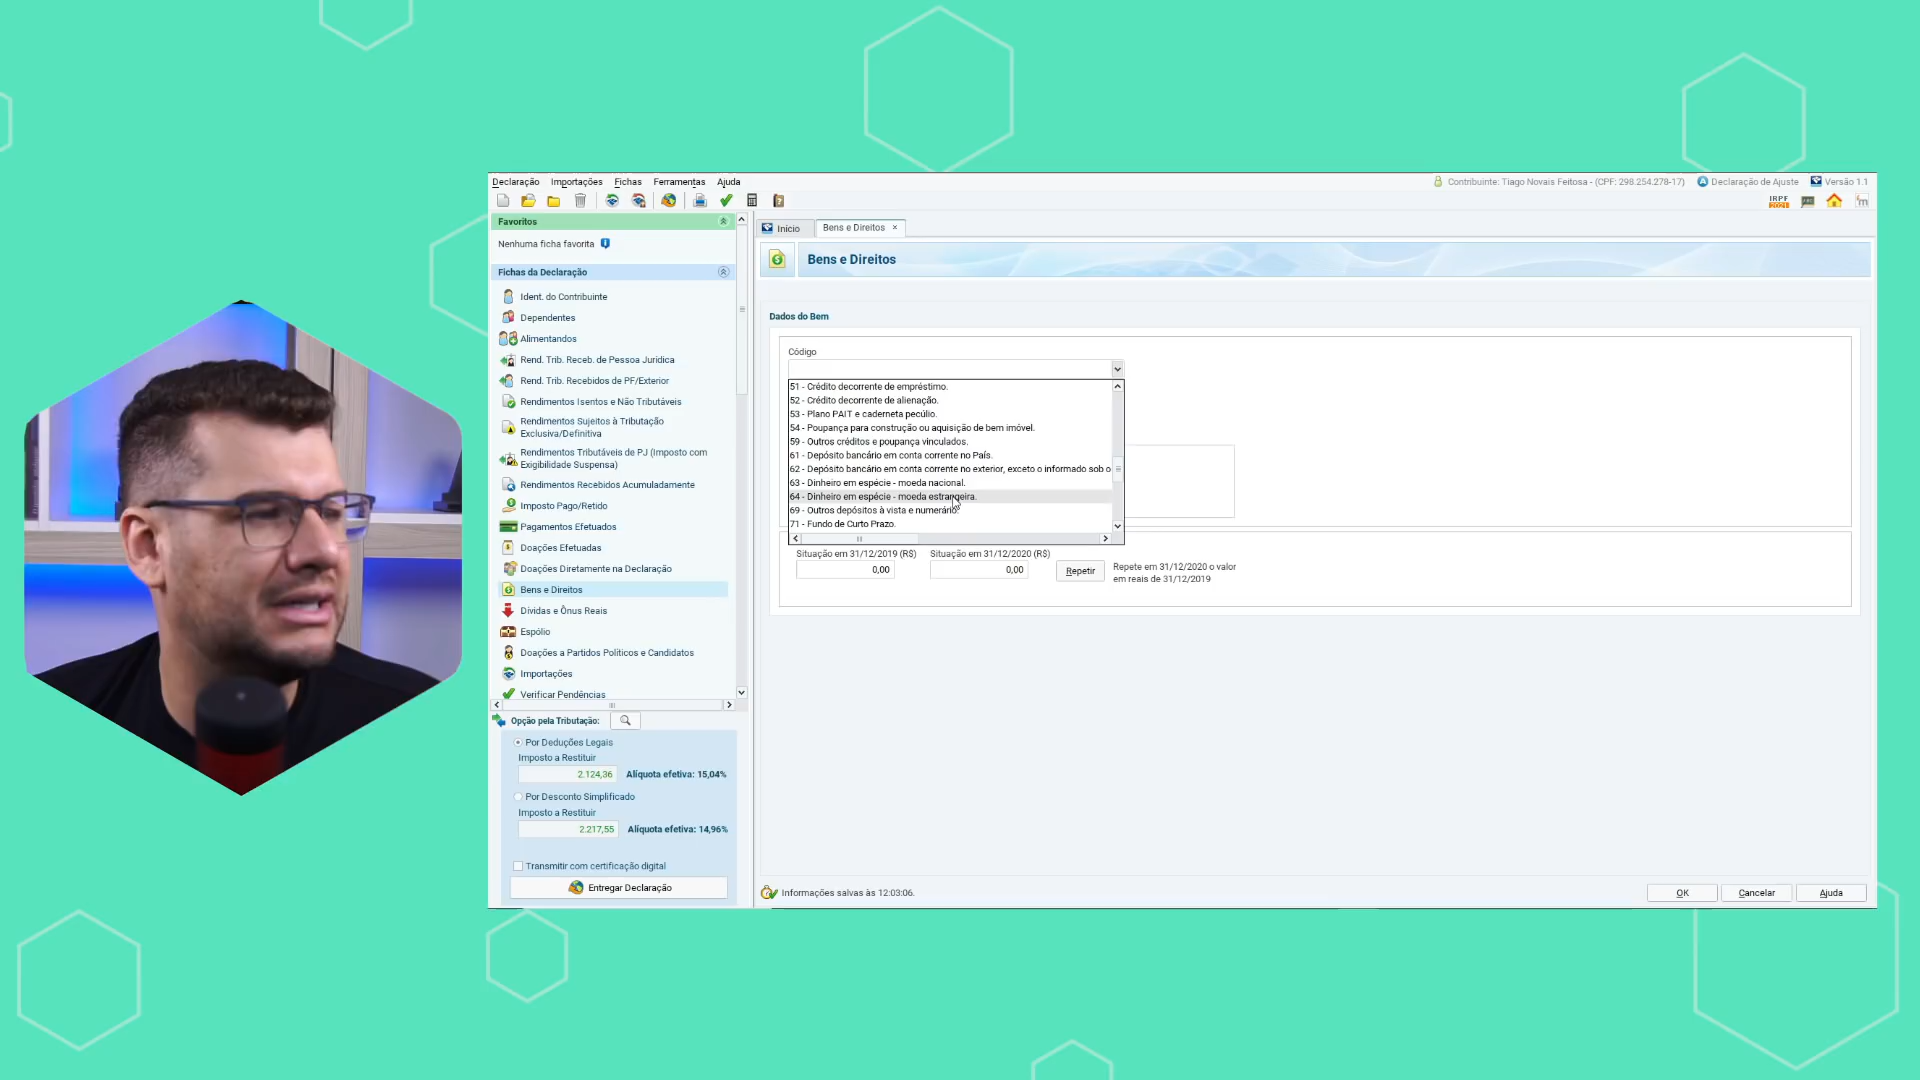 Declaração Importações Fichas Ferramentas Ajuda
Contribuinte: Tiago Novais Feitosa - (CPF: 298.254.278-17) Declaração de Ajuste Versão 1.1
IRPF
2021
Favoritos
Nenhuma ficha favorita
Fichas da Declaração
Ident. do Contribuinte
Dependentes
Alimentandos
Rend. Trib. Receb. de Pessoa Jurídica
Rend. Trib. Recebidos de PF/Exterior
Rendimentos Isentos e Não Tributáveis
Rendimentos Sujeitos à Tributação
Exclusiva/Definitiva
Rendimentos Tributáveis de PJ (Imposto com
Exigibilidade Suspensa)
Rendimentos Recebidos Acumuladamente
Imposto Pago/Retido
Pagamentos Efetuados
Doações Efetuadas
Doações Diretamente na Declaração
Bens e Direitos
Dívidas e Ônus Reais
Espólio
Doações a Partidos Políticos e Candidatos
Importações
Verificar Pendências
Opção pela Tributação:
Por Deduções Legais
Imposto a Restituir
2.124,36 Alíquota efetiva: 15,04%
Por Desconto Simplificado
Imposto a Restituir
2.217,55 Alíquota efetiva: 14,96%
Transmitir com certificação digital
Entregar Declaração
Início Bens e Direitos ×
Bens e Direitos
Dados do Bem
Código
51 - Crédito decorrente de empréstimo.
52 - Crédito decorrente de alienação.
53 - Plano PAIT e caderneta pecúlio.
54 - Poupança para construção ou aquisição de bem imóvel.
59 - Outros créditos e poupança vinculados.
61 - Depósito bancário em conta corrente no País.
62 - Depósito bancário em conta corrente no exterior, exceto o informado sob o
63 - Dinheiro em espécie - moeda nacional.
64 - Dinheiro em espécie - moeda estrangeira.
69 - Outros depósitos à vista e numerário.
71 - Fundo de Curto Prazo.
Situação em 31/12/2019 (R$) Situação em 31/12/2020 (R$)
0,00 0,00 Repetir
Repete em 31/12/2020 o valor
em reais de 31/12/2019
Informações salvas às 12:03:06.
OK Cancelar Ajuda